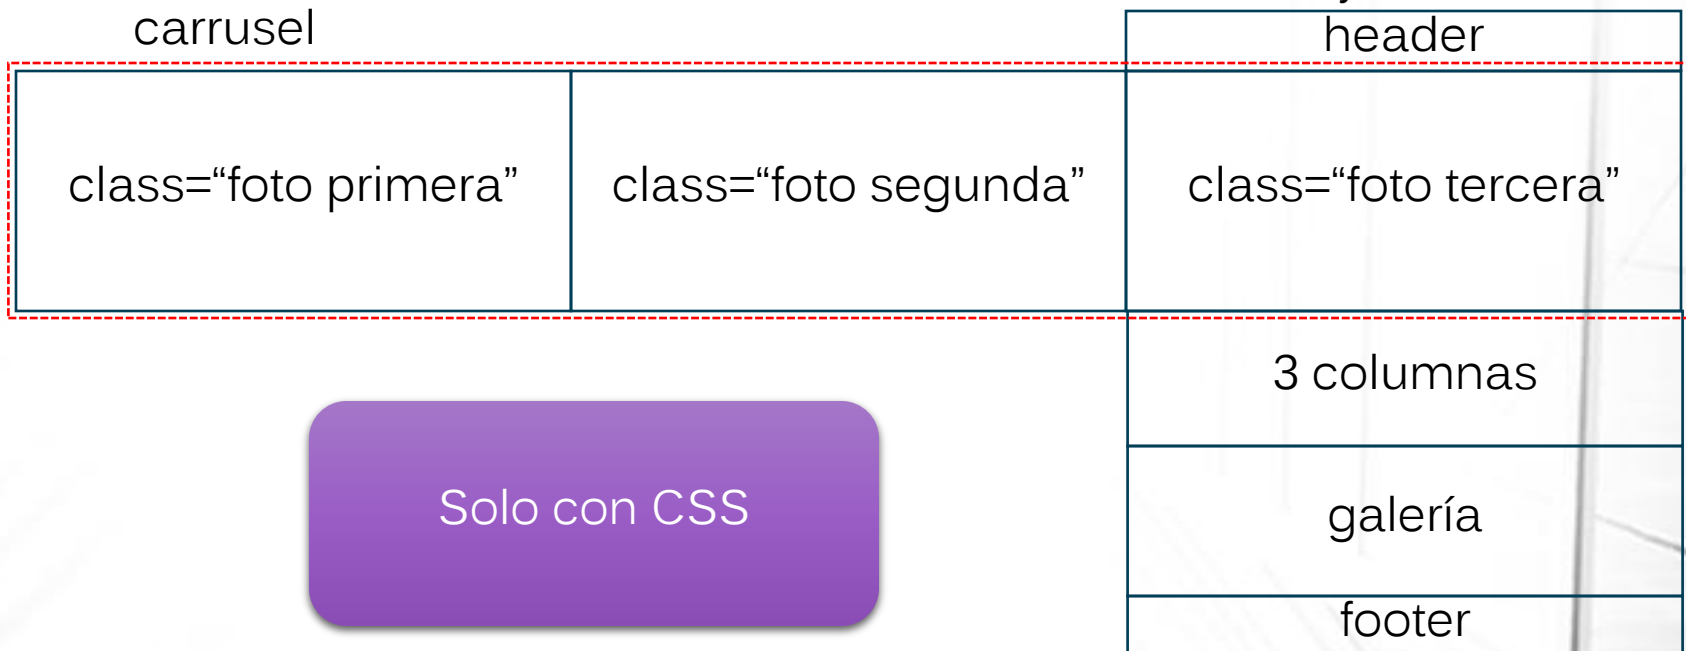 carrusel
header
class=“foto primera”
class=“foto segunda”
class=“foto tercera”
3 columnas
Solo con CSS
galería
footer